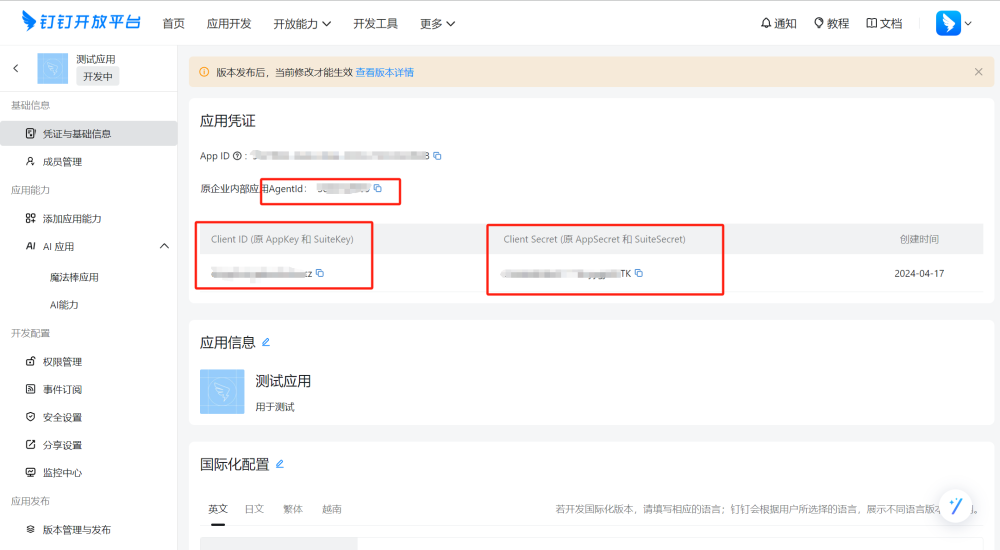 钉钉开放平台 首页 应用开发 开放能力 开发工具 更多 通知 教程 文档
测试应用
开发中
基础信息
凭证与基础信息
成员管理
应用能力
添加应用能力
AI AI 应用
魔法棒应用
AI能力
开发配置
权限管理
事件订阅
安全设置
分享设置
监控中心
应用发布
版本管理与发布
版本发布后，当前修改才能生效 查看版本详情
应用凭证
App ID :
原企业内部应用AgentId：
Client ID (原 AppKey 和 SuiteKey) Client Secret (原 AppSecret 和 SuiteSecret) 创建时间
cz TK 2024-04-17
应用信息
测试应用
用于测试
国际化配置
英文 日文 繁体 越南 若开发国际化版本，请填写相应的语言；钉钉会根据用户所选择的语言，展示不同语言版本